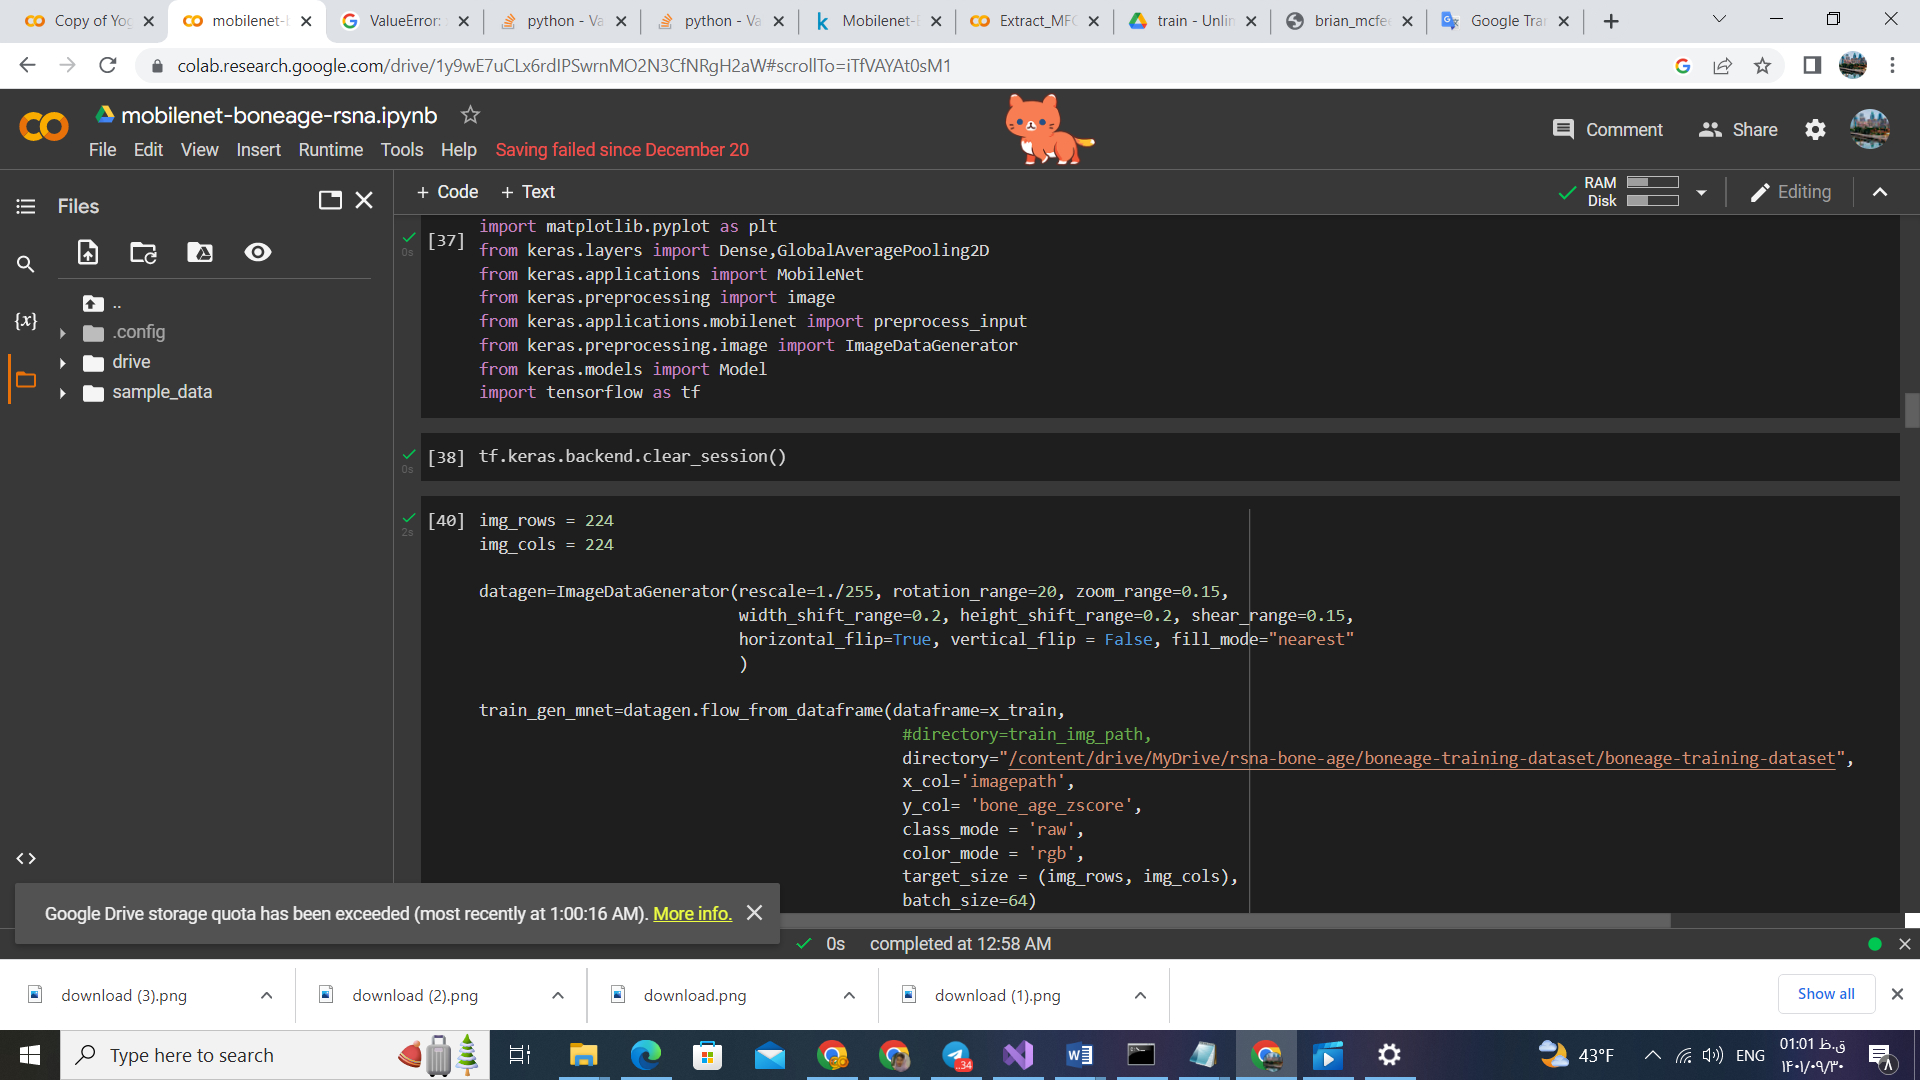 Copy of Yog
mobilenet-b
ValueError:
python - Va
python - Va
Mobilenet-
Extract_MFC
train - Unlin
brian_mcfee
Google Tran
colab.research.google.com/drive/1y9wE7uCLx6rdIPSwrnMO2N3CfNRgH2aW#scrollTo=iTfVAYAt0sM1
mobilenet-boneage-rsna.ipynb
File Edit View Insert Runtime Tools Help Saving failed since December 20
Comment Share
Files
+ Code + Text
RAM
Disk
Editing
..
.config
drive
sample_data
{x}
<>
[37]
0s
import matplotlib.pyplot as plt
from keras.layers import Dense,GlobalAveragePooling2D
from keras.applications import MobileNet
from keras.preprocessing import image
from keras.applications.mobilenet import preprocess_input
from keras.preprocessing.image import ImageDataGenerator
from keras.models import Model
import tensorflow as tf
[38] tf.keras.backend.clear_session()
0s
[40] img_rows = 224
2s
img_cols = 224
datagen=ImageDataGenerator(rescale=1./255, rotation_range=20, zoom_range=0.15,
width_shift_range=0.2, height_shift_range=0.2, shear_range=0.15,
horizontal_flip=True, vertical_flip = False, fill_mode="nearest"
)
train_gen_mnet=datagen.flow_from_dataframe(dataframe=x_train,
#directory=train_img_path,
directory="/content/drive/MyDrive/rsna-bone-age/boneage-training-dataset/boneage-training-dataset",
x_col='imagepath',
y_col= 'bone_age_zscore',
class_mode = 'raw',
color_mode = 'rgb',
target_size = (img_rows, img_cols),
batch_size=64)
Google Drive storage quota has been exceeded (most recently at 1:00:16 AM). More info.
0s completed at 12:58 AM
download (3).png
download (2).png
download.png
download (1).png
Show all
Type here to search
..34
43°F
ENG
01:01 ق.ظ
۱۴۰۱/۰۹/۳۰